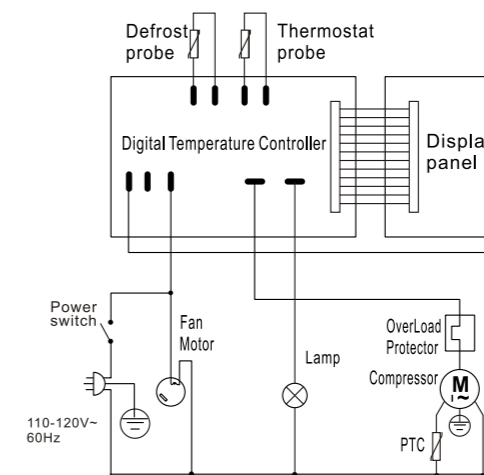 Defrost
probe
Thermostat
probe
Digital Temperature Controller
Displa
panel
Power
switch
Fan
Motor
Lamp
OverLoad
Protector
Compressor
M
1~
PTC
110-120V~
60Hz